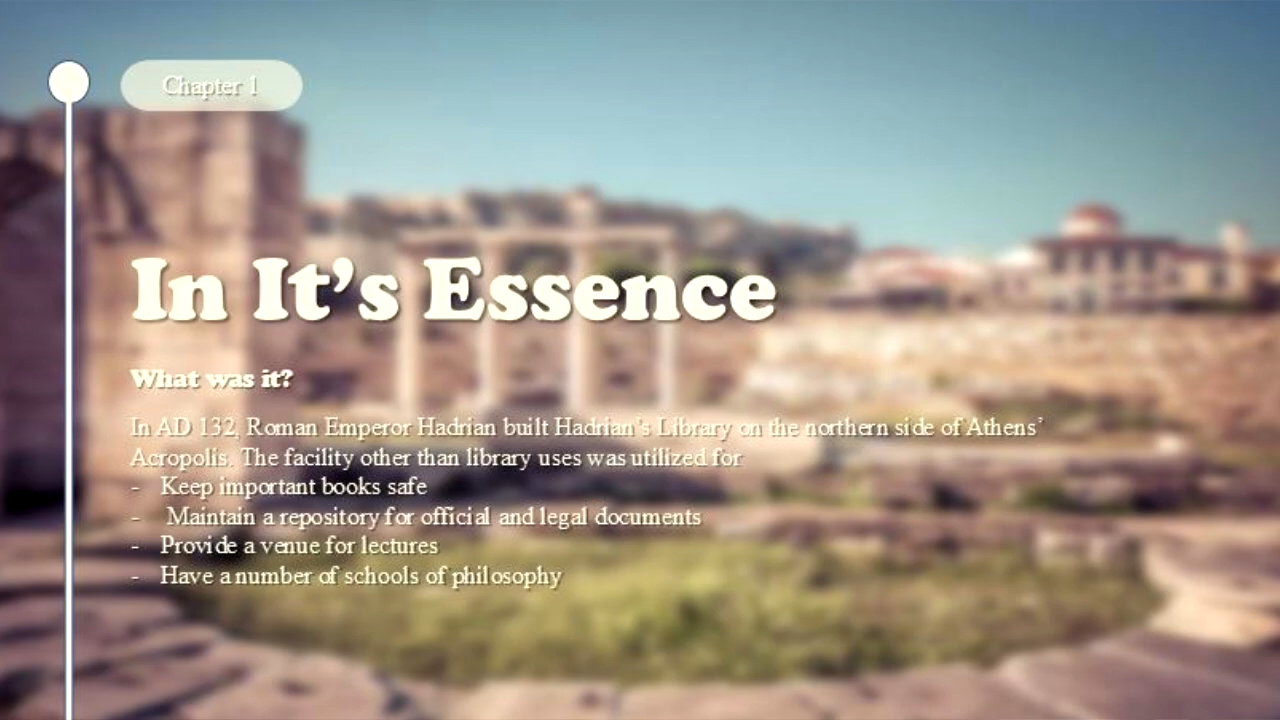 Chapter 1
In It’s Essence
What was it?
In AD 132, Roman Emperor Hadrian built Hadrian’s Library on the northern side of Athens’
Acropolis. The facility other than library uses was utilized for
- Keep important books safe
- Maintain a repository for official and legal documents
- Provide a venue for lectures
- Have a number of schools of philosophy